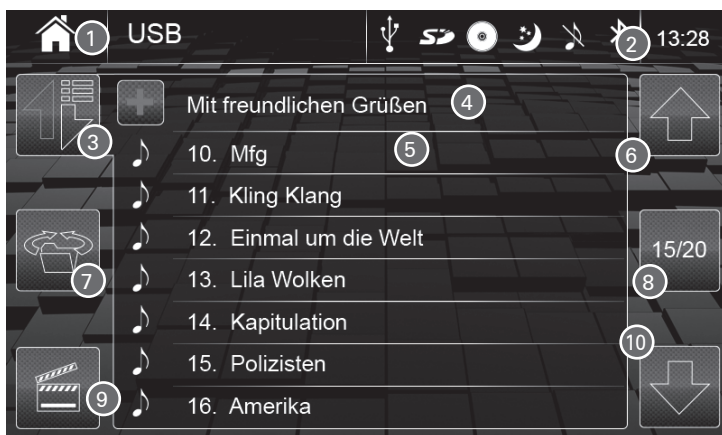 1 USB 2 13:28
3 Mit freundlichen Grüßen 4
10. Mfg 5 6
11. Kling Klang
12. Einmal um die Welt
7 13. Lila Wolken 15/20 8
14. Kapitulation
15. Polizisten 10
9 16. Amerika